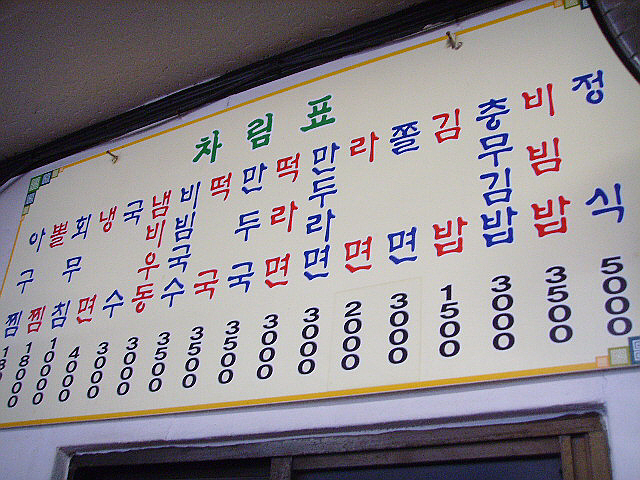 차림표
정식 5000
비빔밥 3500
충무김밥 3000
김밥 1500
쫄면 3000
라면 2000
만두라면 3000
떡라면 3000
만두국 3500
떡국 3500
비빔국수 3500
냄비우동 3000
국수 3000
냉면 4000
회무침 10000
뽈찜 18000
아구찜